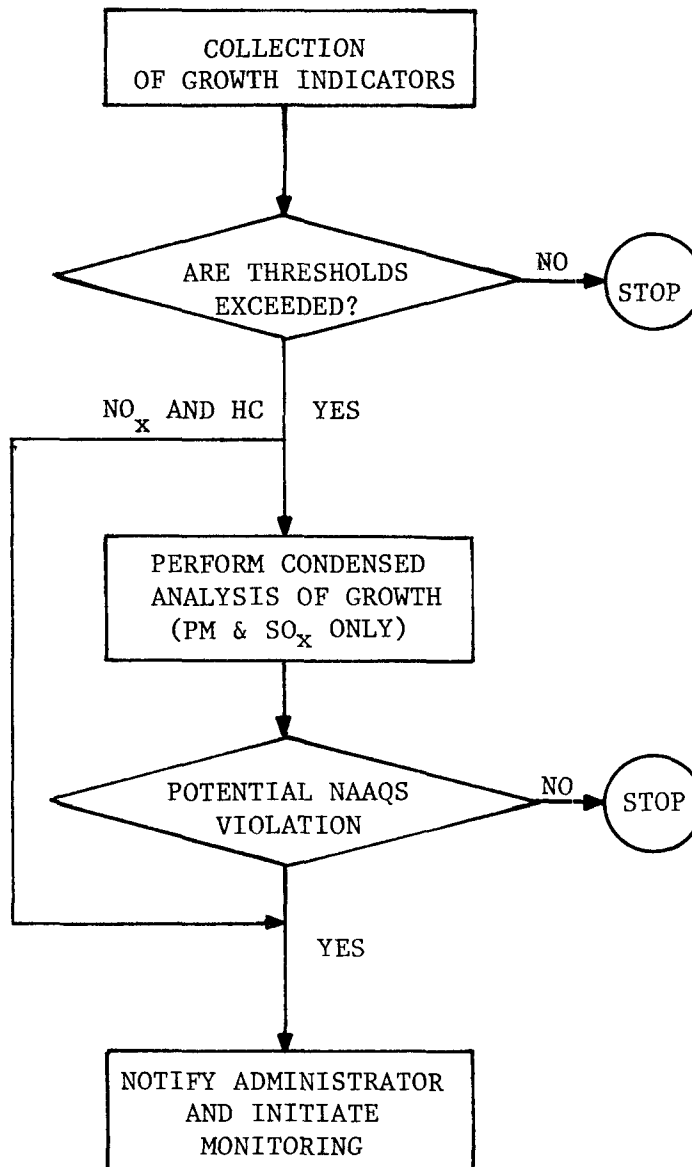 COLLECTION
OF GROWTH INDICATORS
ARE THRESHOLDS
EXCEEDED?
NO
STOP
NOx AND HC
YES
PERFORM CONDENSED
ANALYSIS OF GROWTH
(PM & SOx ONLY)
POTENTIAL NAAQS
VIOLATION
NO
STOP
YES
NOTIFY ADMINISTRATOR
AND INITIATE
MONITORING